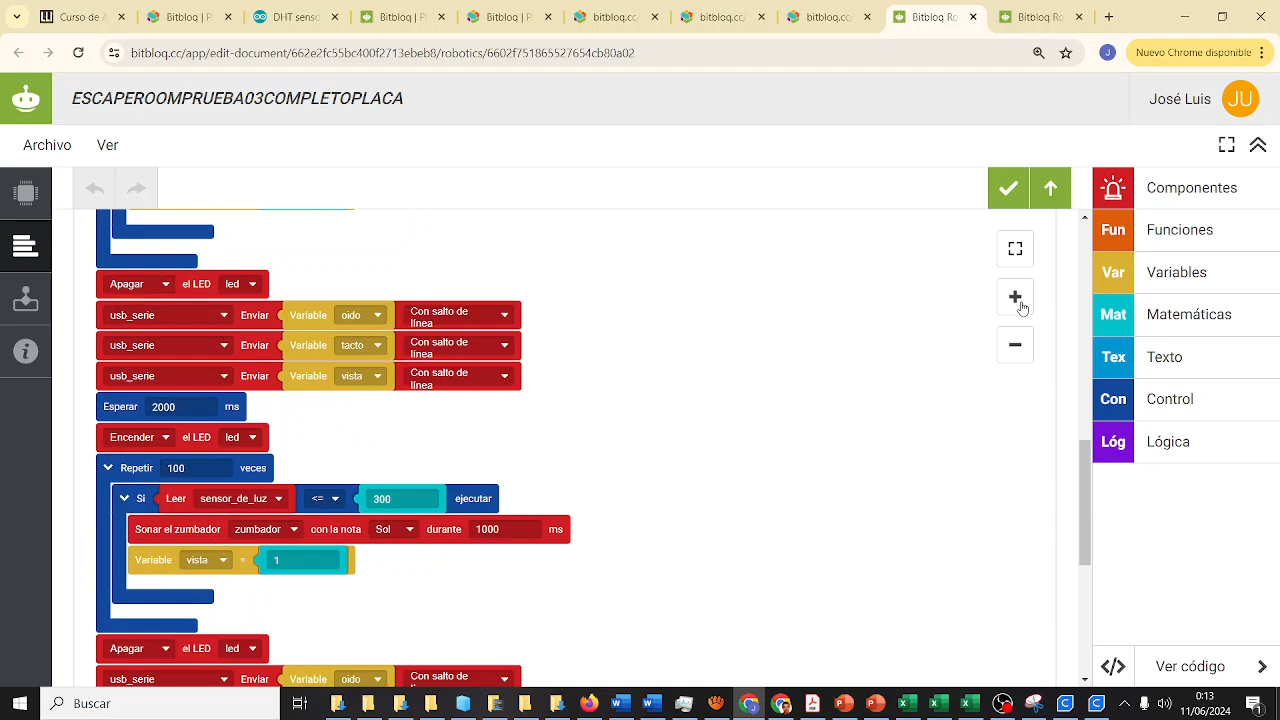 Curso de A
Bitbloq | P
DHT senso
Bitbloq | P
Bitbloq | P
bitbloq.cc
bitbloq.cc/
bitbloq.cc/
Bitbloq Ro
Bitbloq Ro
bitbloq.cc/app/edit-document/662e2fc55bc400f2713ebeb8/robotics/6602f751865527654cb80a02
J
Nuevo Chrome disponible
ESCAPEROOMPRUEBA03COMPLETOPLACA
José Luis JU
Archivo Ver
Componentes
Fun Funciones
Var Variables
Mat Matemáticas
Tex Texto
Con Control
Lóg Lógica
Apagar el LED led
usb_serie Enviar Variable oido Con salto de línea
usb_serie Enviar Variable tacto Con salto de línea
usb_serie Enviar Variable vista Con salto de línea
Esperar 2000 ms
Encender el LED led
Repetir 100 veces
Si Leer sensor_de_luz <= 300 ejecutar
Sonar el zumbador zumbador con la nota Sol durante 1000 ms
Variable vista = 1
Apagar el LED led
usb_serie Enviar Variable oido Con salto de
</> Ver código
Buscar
0:13
11/06/2024